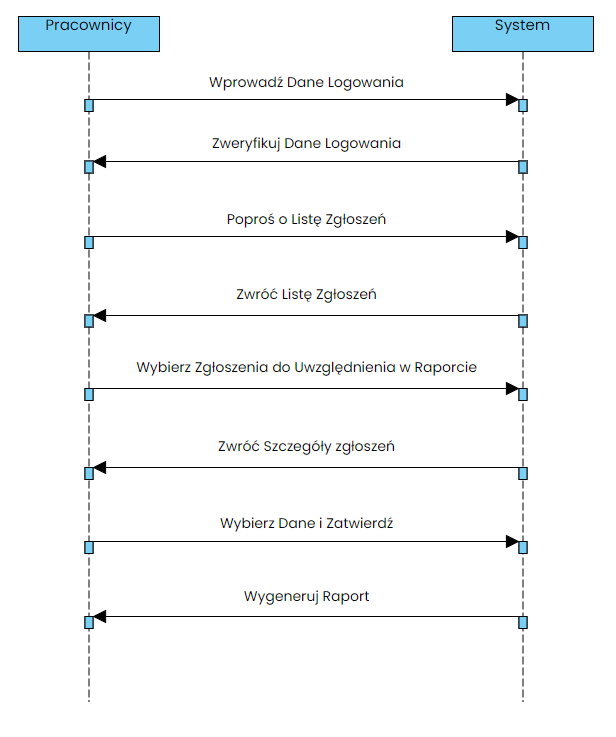 Pracownicy
System
Wprowadź Dane Logowania
Zweryfikuj Dane Logowania
Poproś o Listę Zgłoszeń
Zwróć Listę Zgłoszeń
Wybierz Zgłoszenia do Uwzględnienia w Raporcie
Zwróć Szczegóły zgłoszeń
Wybierz Dane i Zatwierdź
Wygeneruj Raport